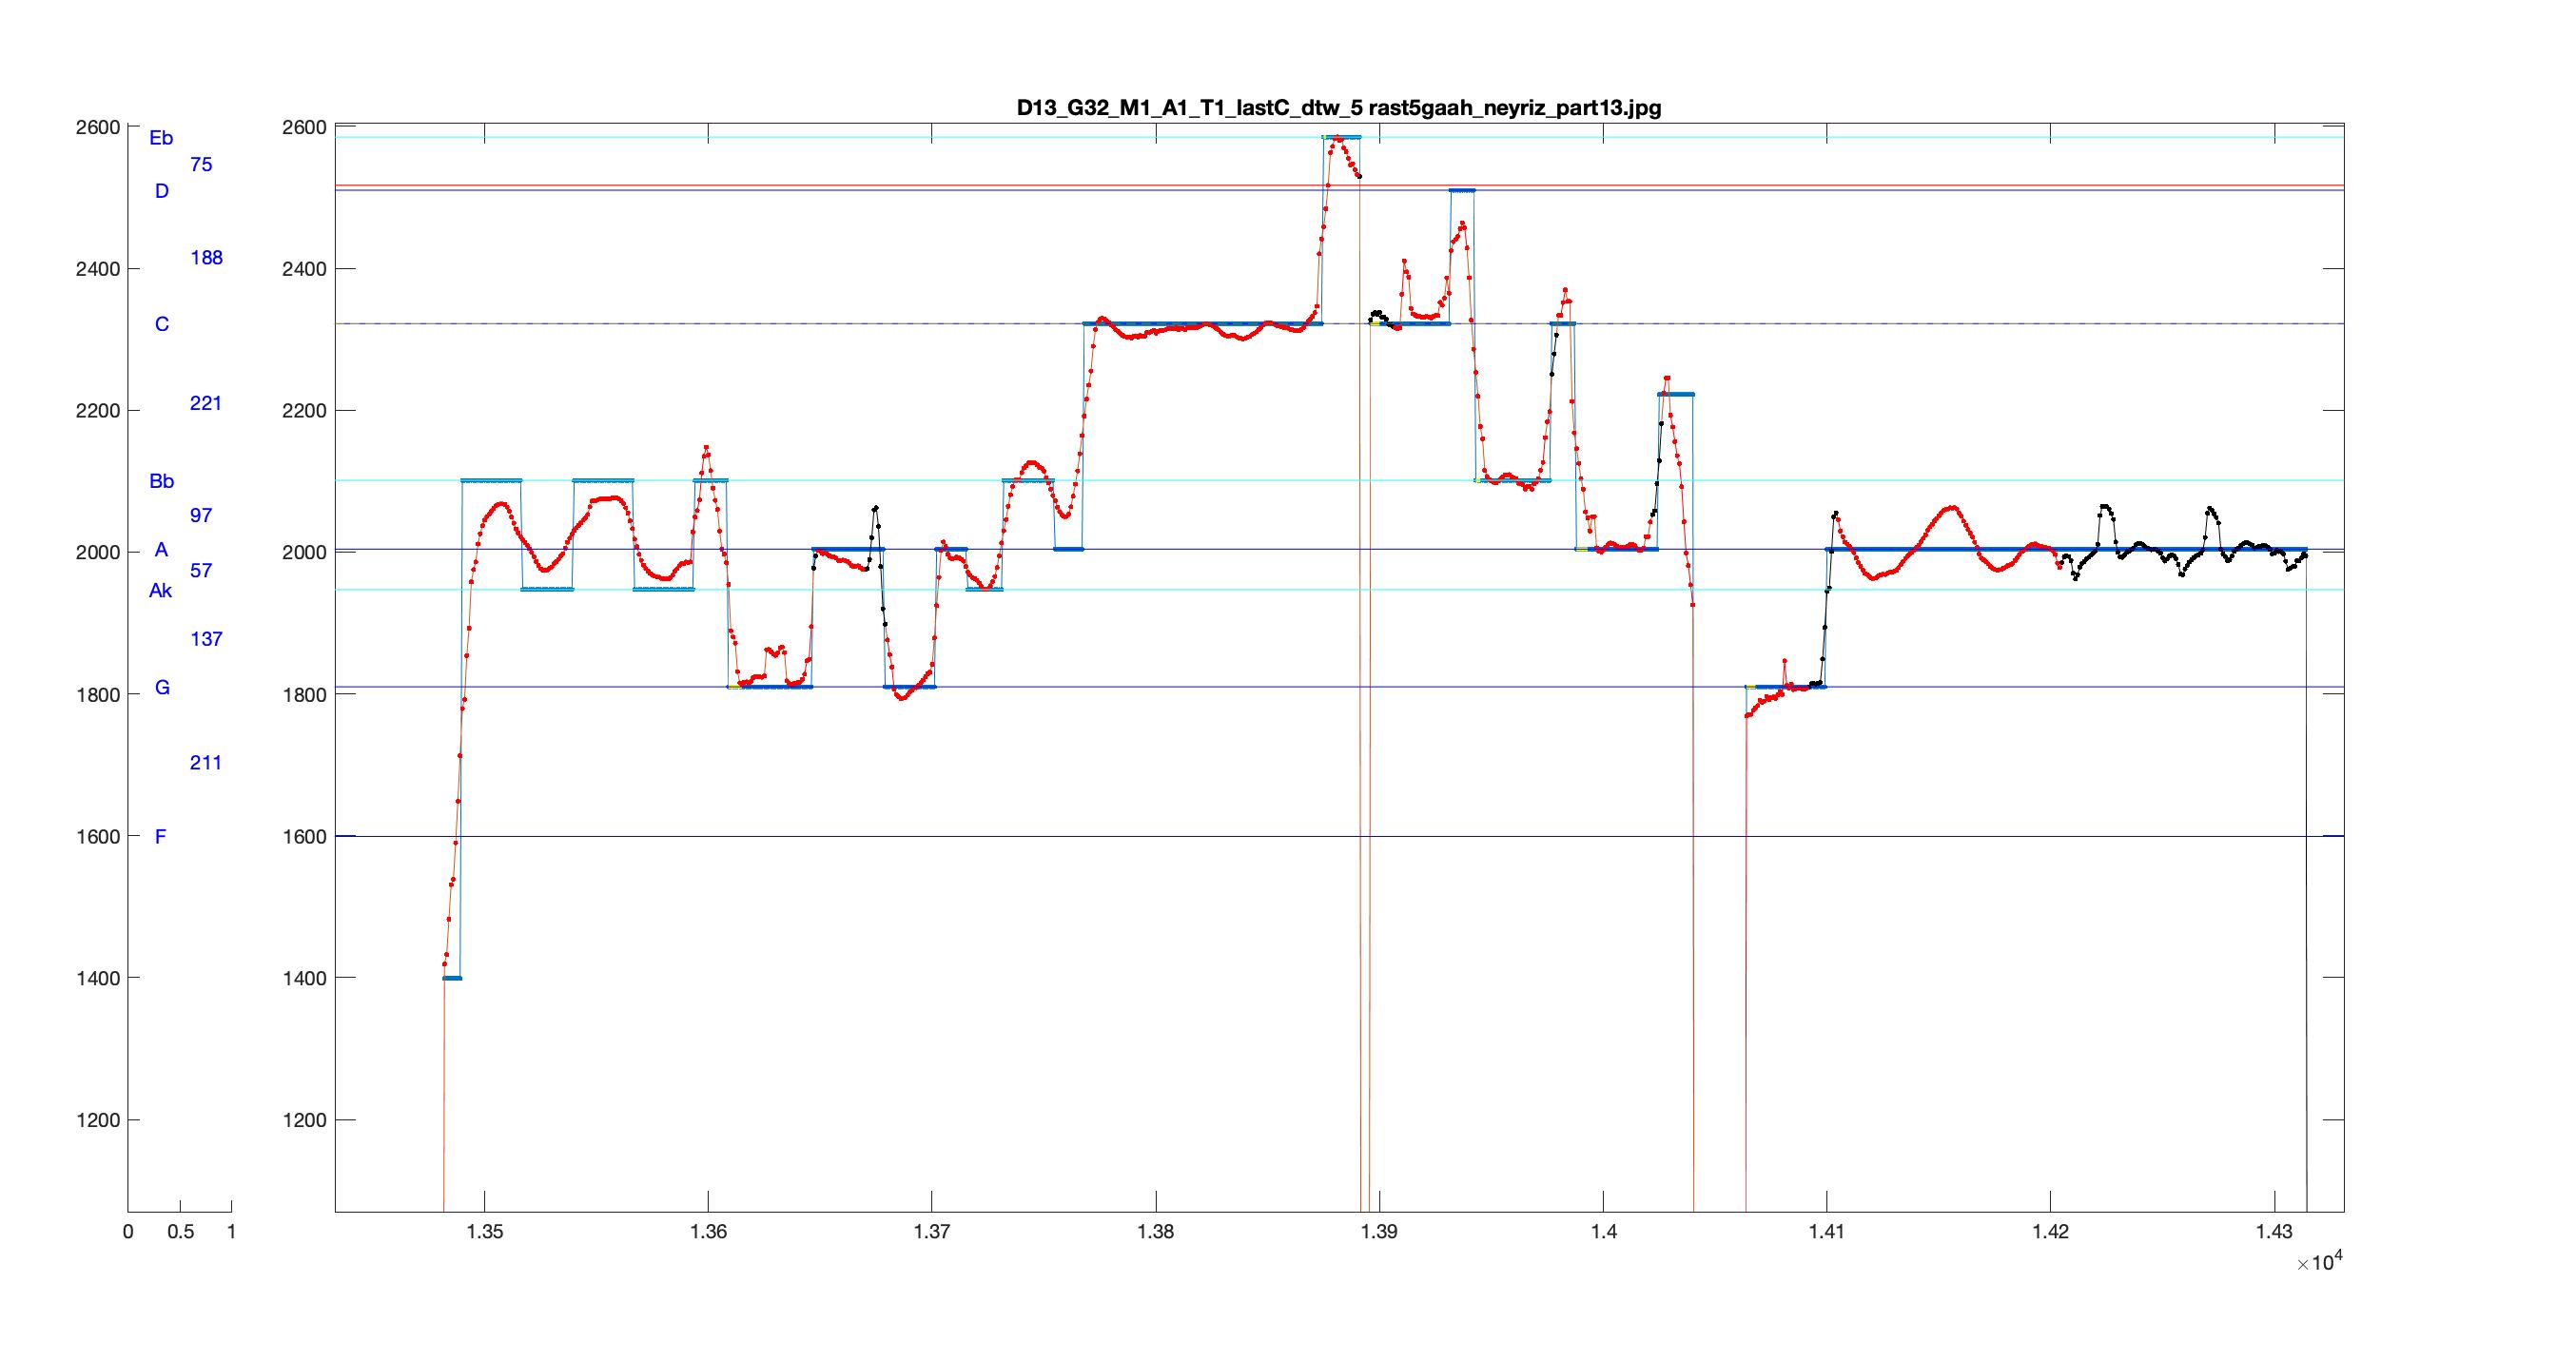 D13_G32_M1_A1_T1_lastC_dtw_5 rast5gaah_neyriz_part13.jpg
2600
2400
2200
2000
1800
1600
1400
1200
0 0.5 1
Eb
75
D
188
C
221
Bb
97
A
57
Ak
137
G
211
F
2600
2400
2200
2000
1800
1600
1400
1200
1.35 1.36 1.37 1.38 1.39 1.4 1.41 1.42 1.43
×10⁴